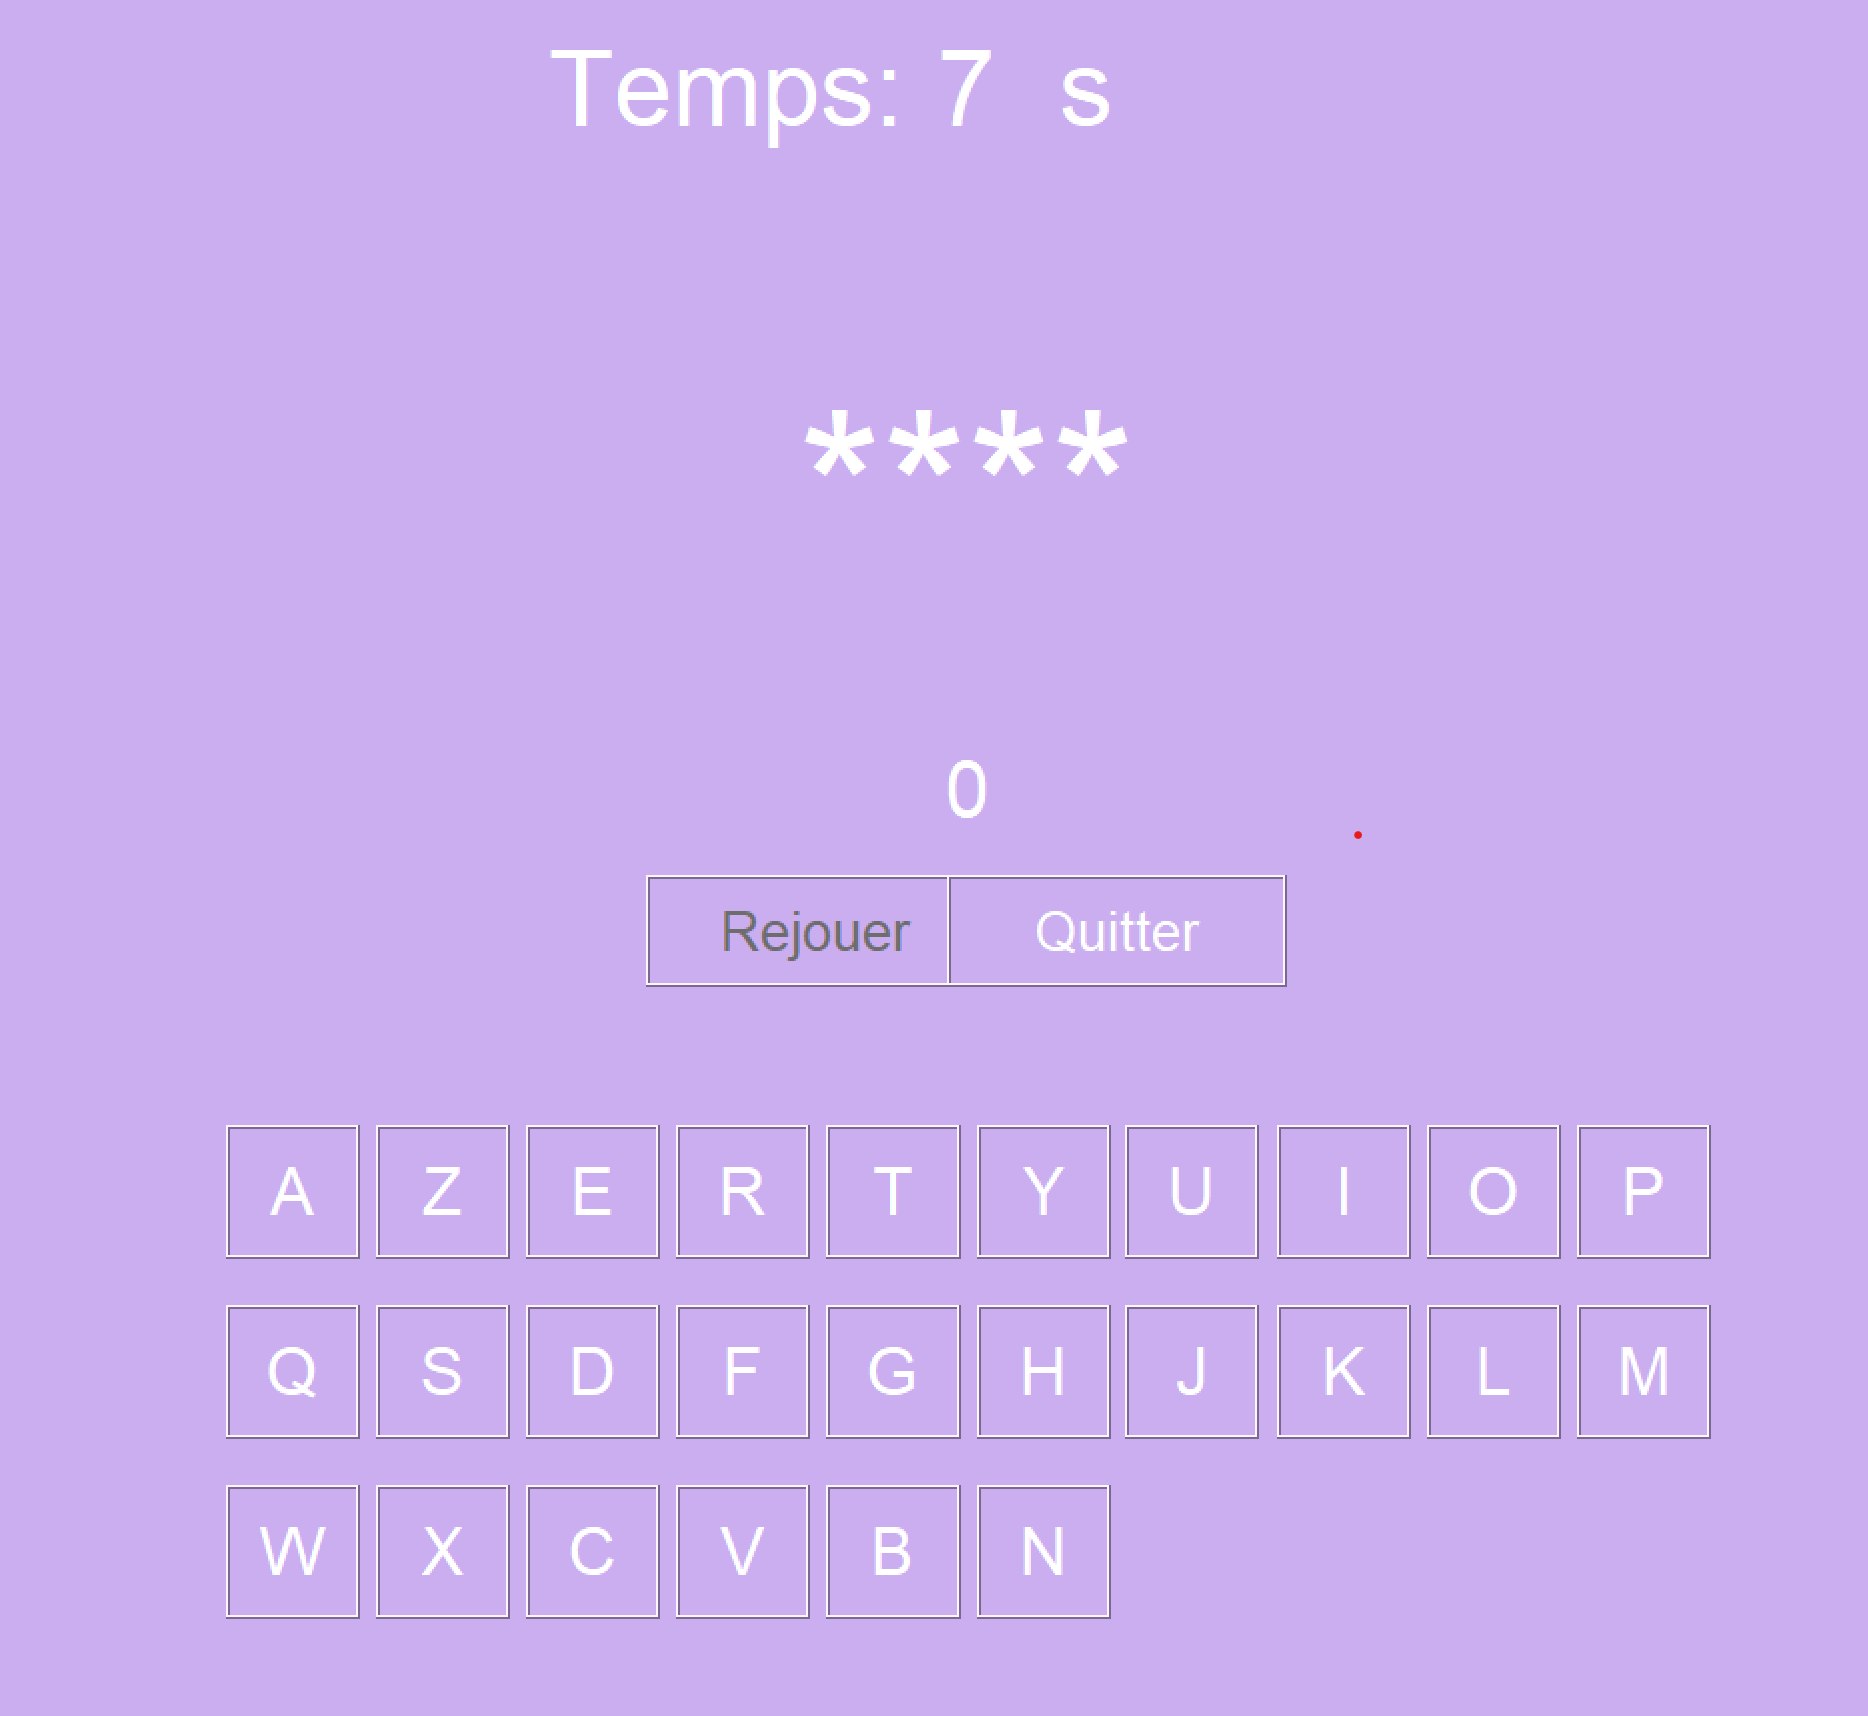 Temps: 7 s
****
0
Rejouer Quitter
A Z E R T Y U I O P
Q S D F G H J K L M
W X C V B N